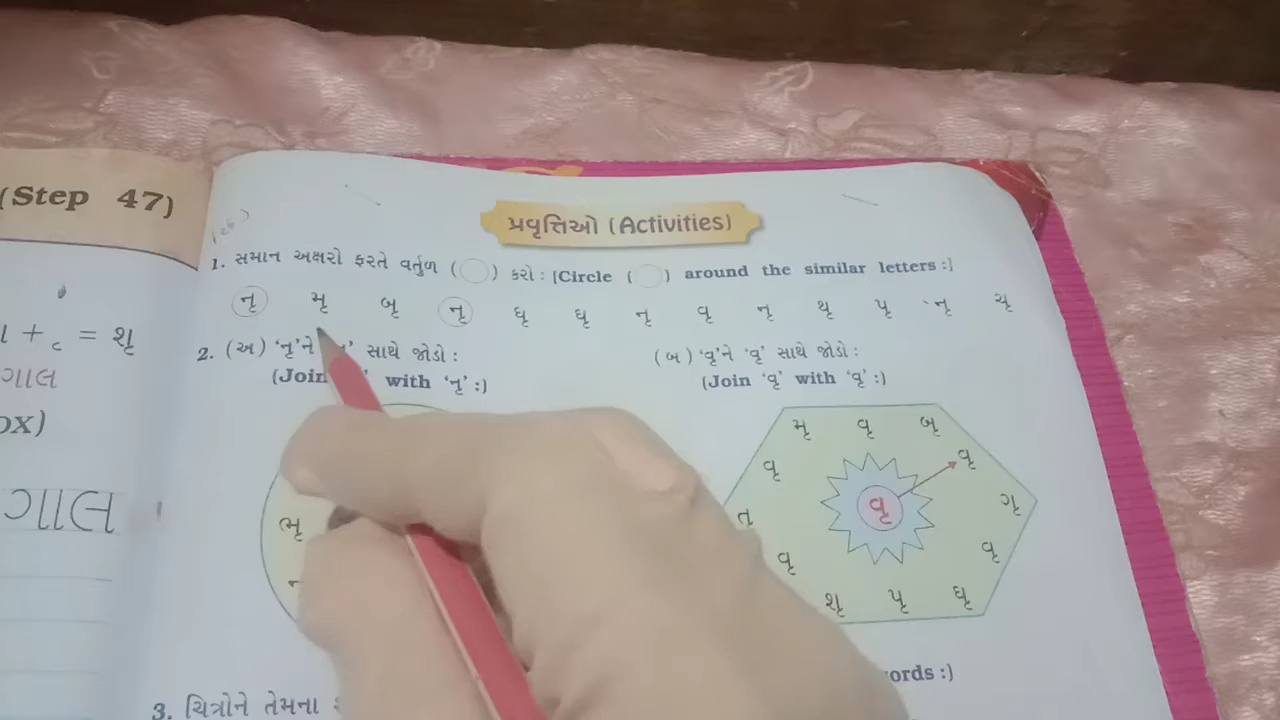 (Step 47)
+ ૃ = શૃ
ગાલ
ગાલ
પ્રવૃત્તિઓ (Activities)
1. સમાન અક્ષરો ફરતે વર્તુળ ( ) કરો : [Circle ( ) around the similar letters :]
નૃ મૃ બૃ નૃ ધૃ ધૃ નૃ વૃ નૃ થૃ પૃ નૃ ચૃ
2. (અ) 'નૃ'ને સાથે જોડો :
(Join with 'નૃ' :)
(બ) 'વૃ'ને 'વૃ' સાથે જોડો :
(Join 'વૃ' with 'વૃ' :)
ભૃ
મૃ વૃ બૃ
વૃ વૃ
વૃ ગૃ
ત
વૃ વૃ
શૃ પૃ ઘૃ
3. ચિત્રોને તેમના